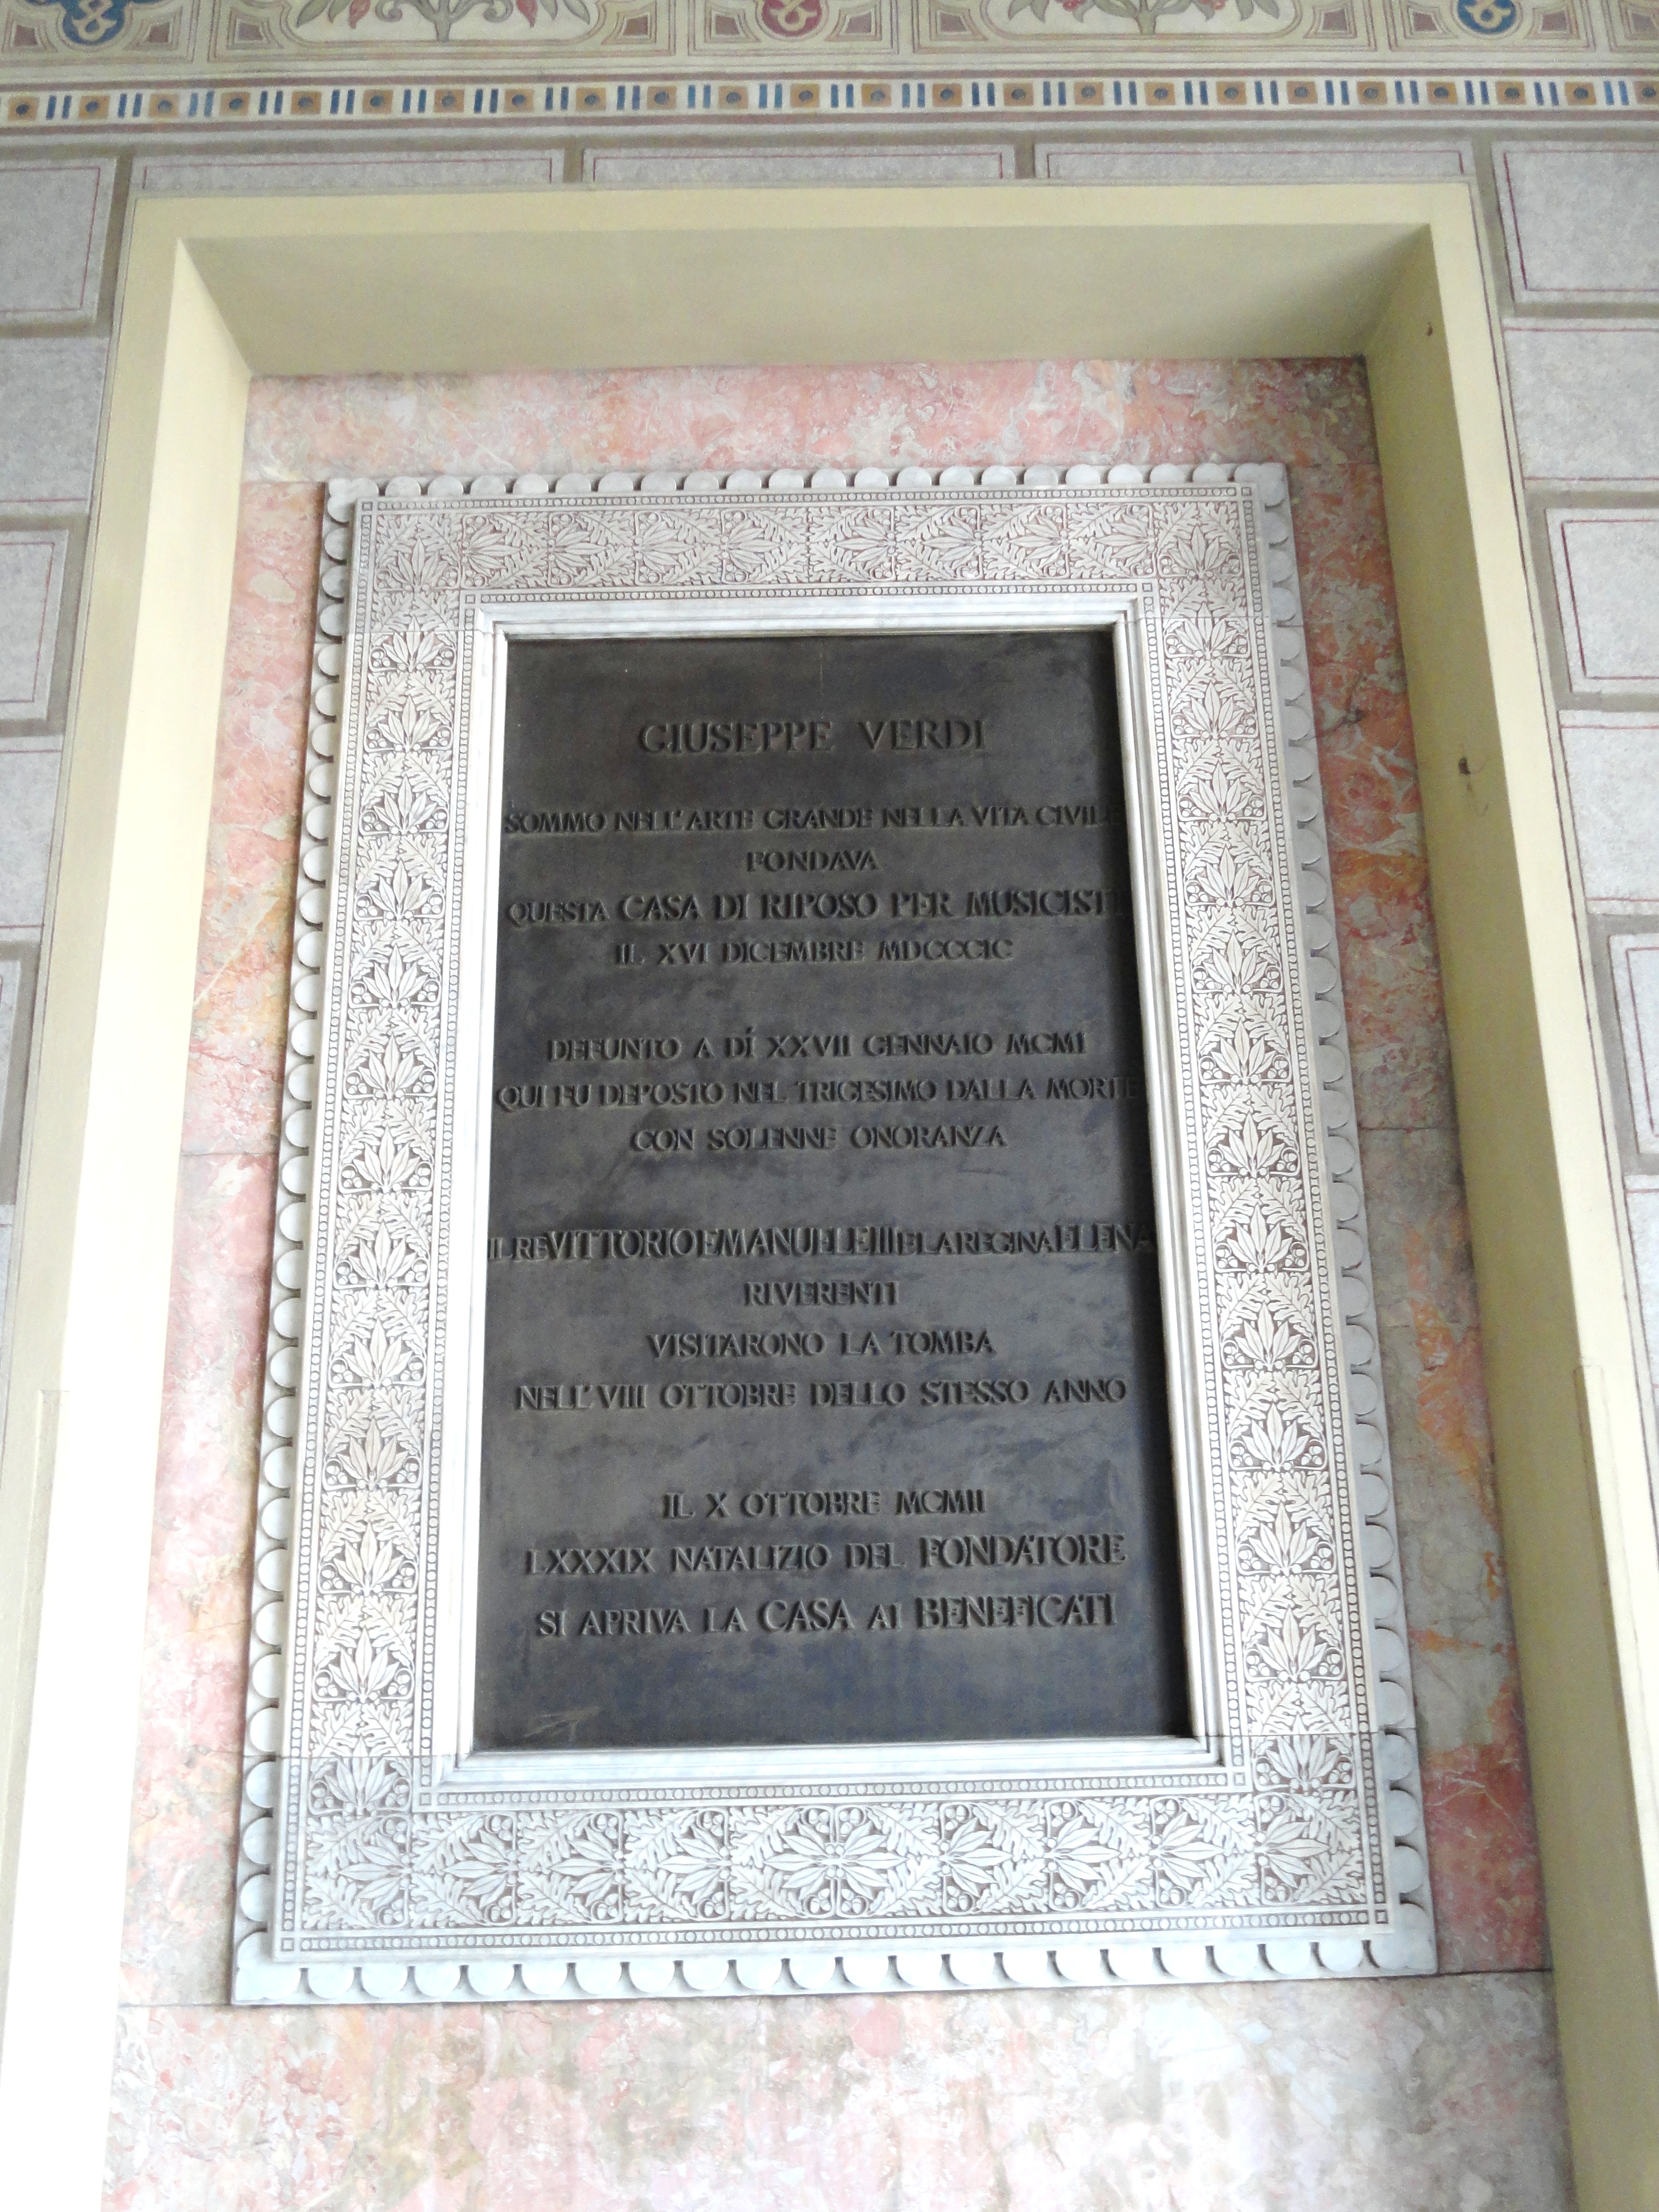 GIUSEPPE VERDI
SOMMO NELL'ARTE GRANDE NELLA VITA CIVILE
FONDAVA
QUESTA CASA DI RIPOSO PER MUSICISTI
IL XVI DICEMBRE MDCCCIC
DEFUNTO A DÍ XXVII GENNAIO MCMI
QUI FU DEPOSTO NEL TRIGESIMO DALLA MORTE
CON SOLENNE ONORANZA
IL RE VITTORIO EMANUELE III E LA REGINA ELENA
RIVERENTI
VISITARONO LA TOMBA
NELL' VIII OTTOBRE DELLO STESSO ANNO
IL X OTTOBRE MCMII
LXXXIX NATALIZIO DEL FONDATORE
SI APRIVA LA CASA AI BENEFICATI